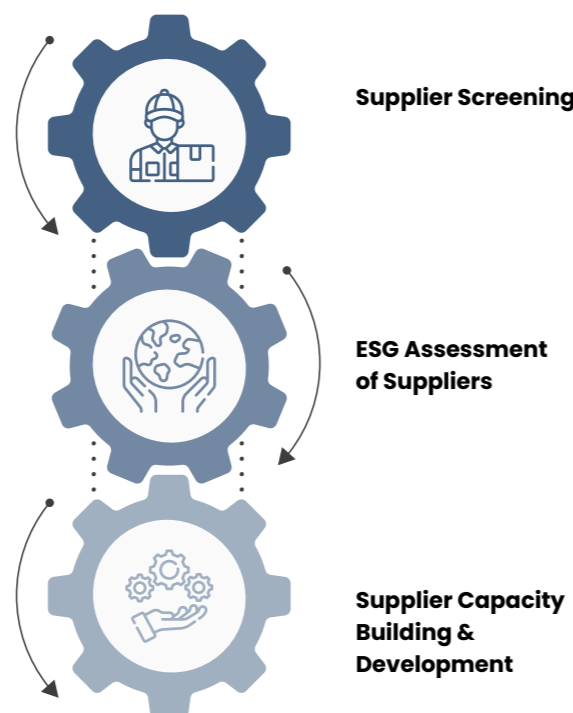 Supplier Screening
ESG Assessment
of Suppliers
Supplier Capacity
Building &
Development